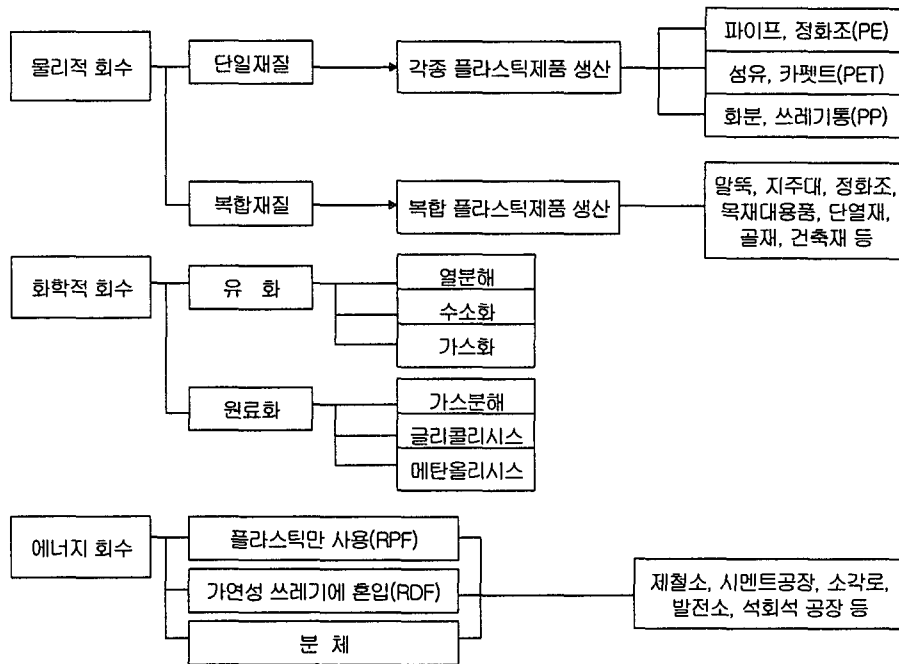 물리적 회수
단일재질
각종 플라스틱제품 생산
파이프, 정화조(PE)
섬유, 카펫트(PET)
화분, 쓰레기통(PP)
복합재질
복합 플라스틱제품 생산
말뚝, 지주대, 정화조,
목재대용품, 단열재,
골재, 건축재 등
화학적 회수
유 화
열분해
수소화
가스화
원료화
가스분해
글리콜리시스
메탄올리시스
에너지 회수
플라스틱만 사용(RPF)
가연성 쓰레기에 혼입(RDF)
분 체
제철소, 시멘트공장, 소각로,
발전소, 석회석 공장 등